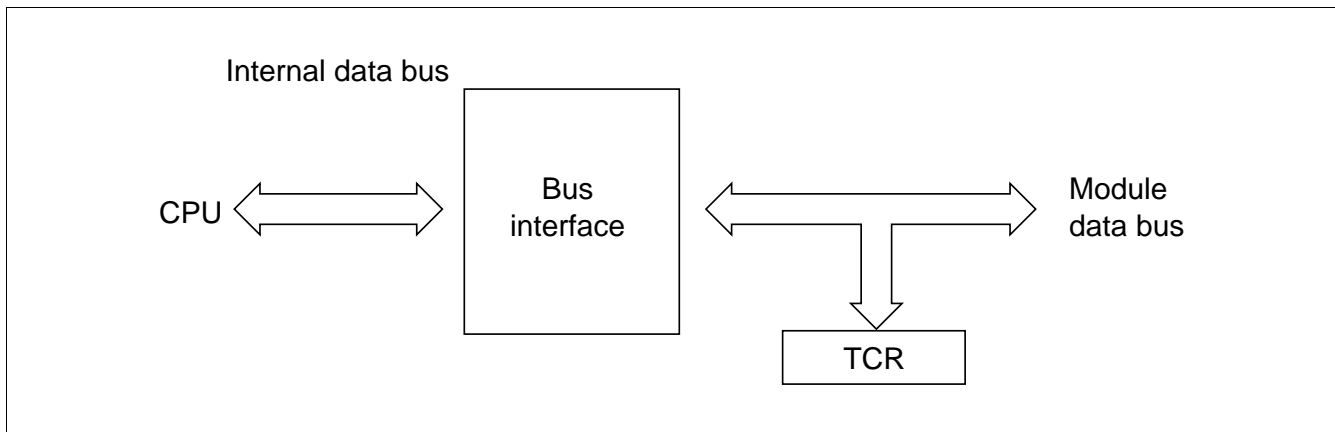 Internal data bus
CPU
Bus
interface
Module
data bus
TCR